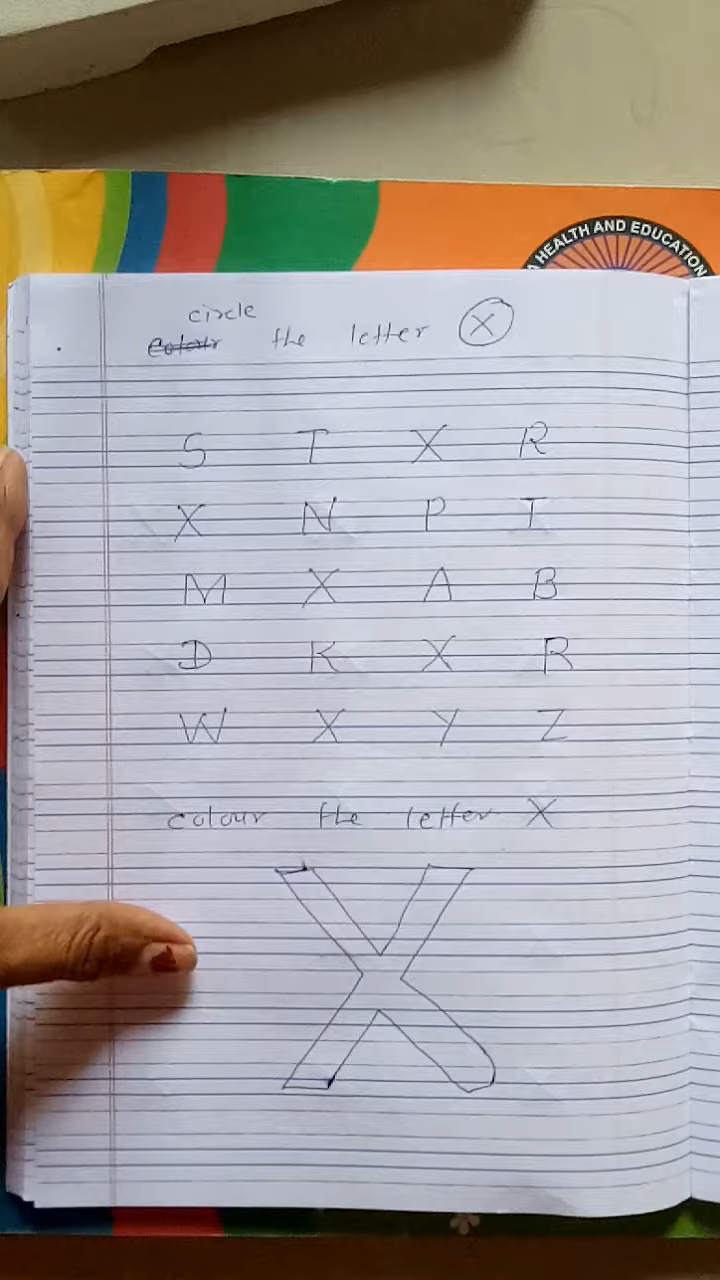 A HEALTH AND EDUCATION
circle
colour the letter X
S T X R
X N P I
M X A B
D K X R
W X Y Z
colour the letter X
X